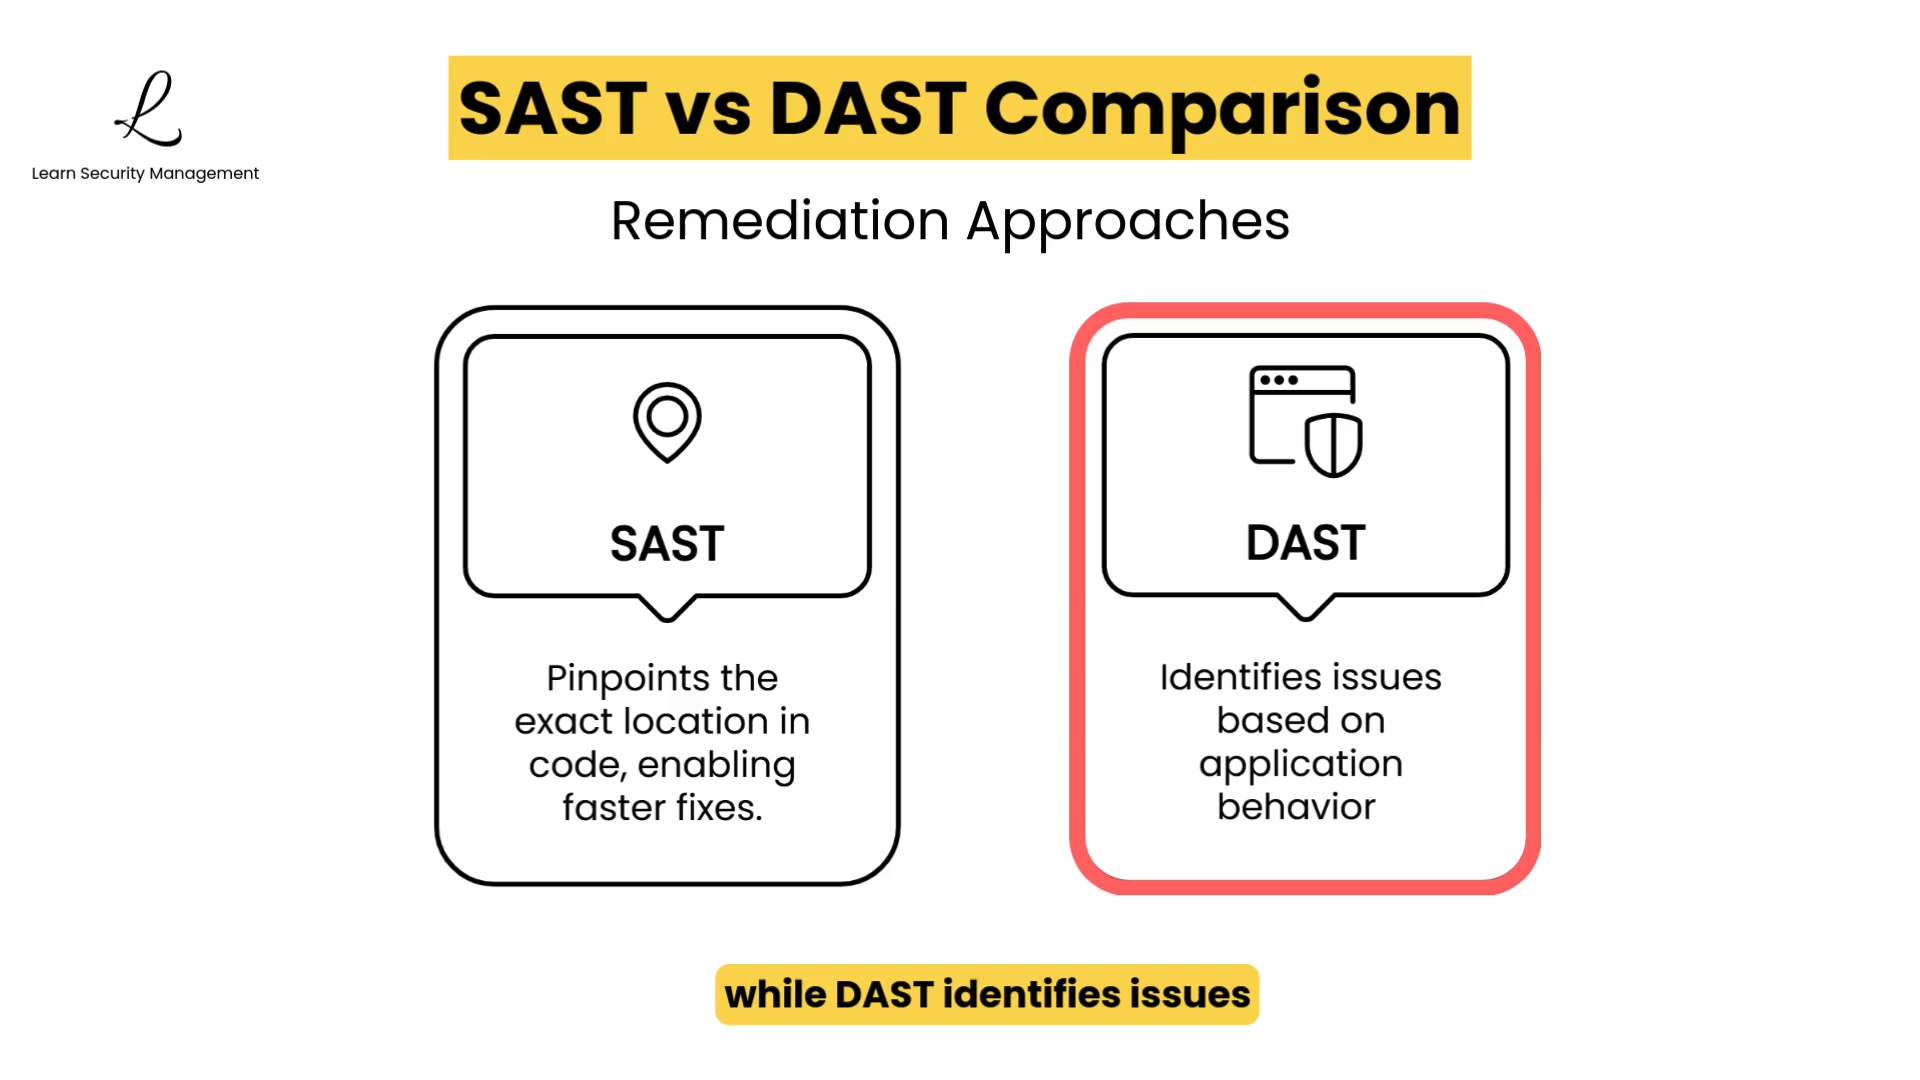 L
Learn Security Management
SAST vs DAST Comparison
Remediation Approaches
SAST
Pinpoints the
exact location in
code, enabling
faster fixes.
DAST
Identifies issues
based on
application
behavior
while DAST identifies issues